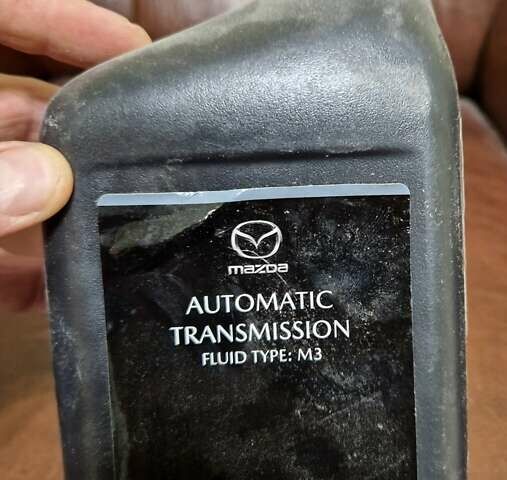 mazda
AUTOMATIC
TRANSMISSION
FLUID TYPE: M3